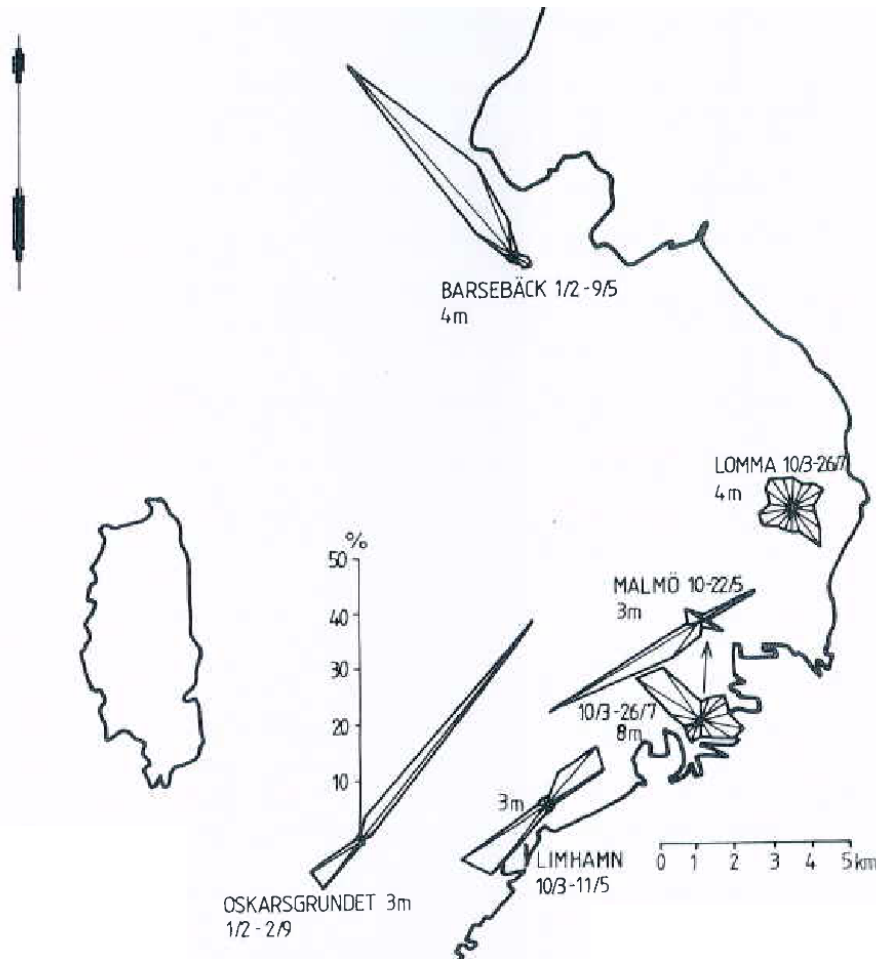 BARSEBÄCK 1/2-9/5
4m
LOMMA 10/3-26/7
4m
%
50
40
30
20
10
MALMÖ 10-22/5
3m
10/3-26/7
8m
3m
LIMHAMN
10/3-11/5
0 1 2 3 4 5km
OSKARSGRUNDET 3m
1/2-2/9